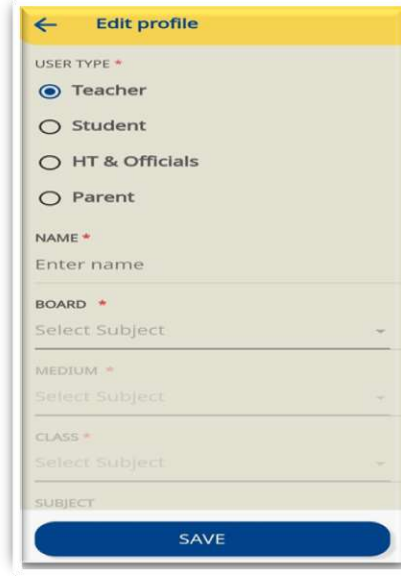 Edit profile
USER TYPE *
Teacher
Student
HT & Officials
Parent
NAME *
Enter name
BOARD *
Select Subject
MEDIUM *
Select Subject
CLASS *
Select Subject
SUBJECT
SAVE